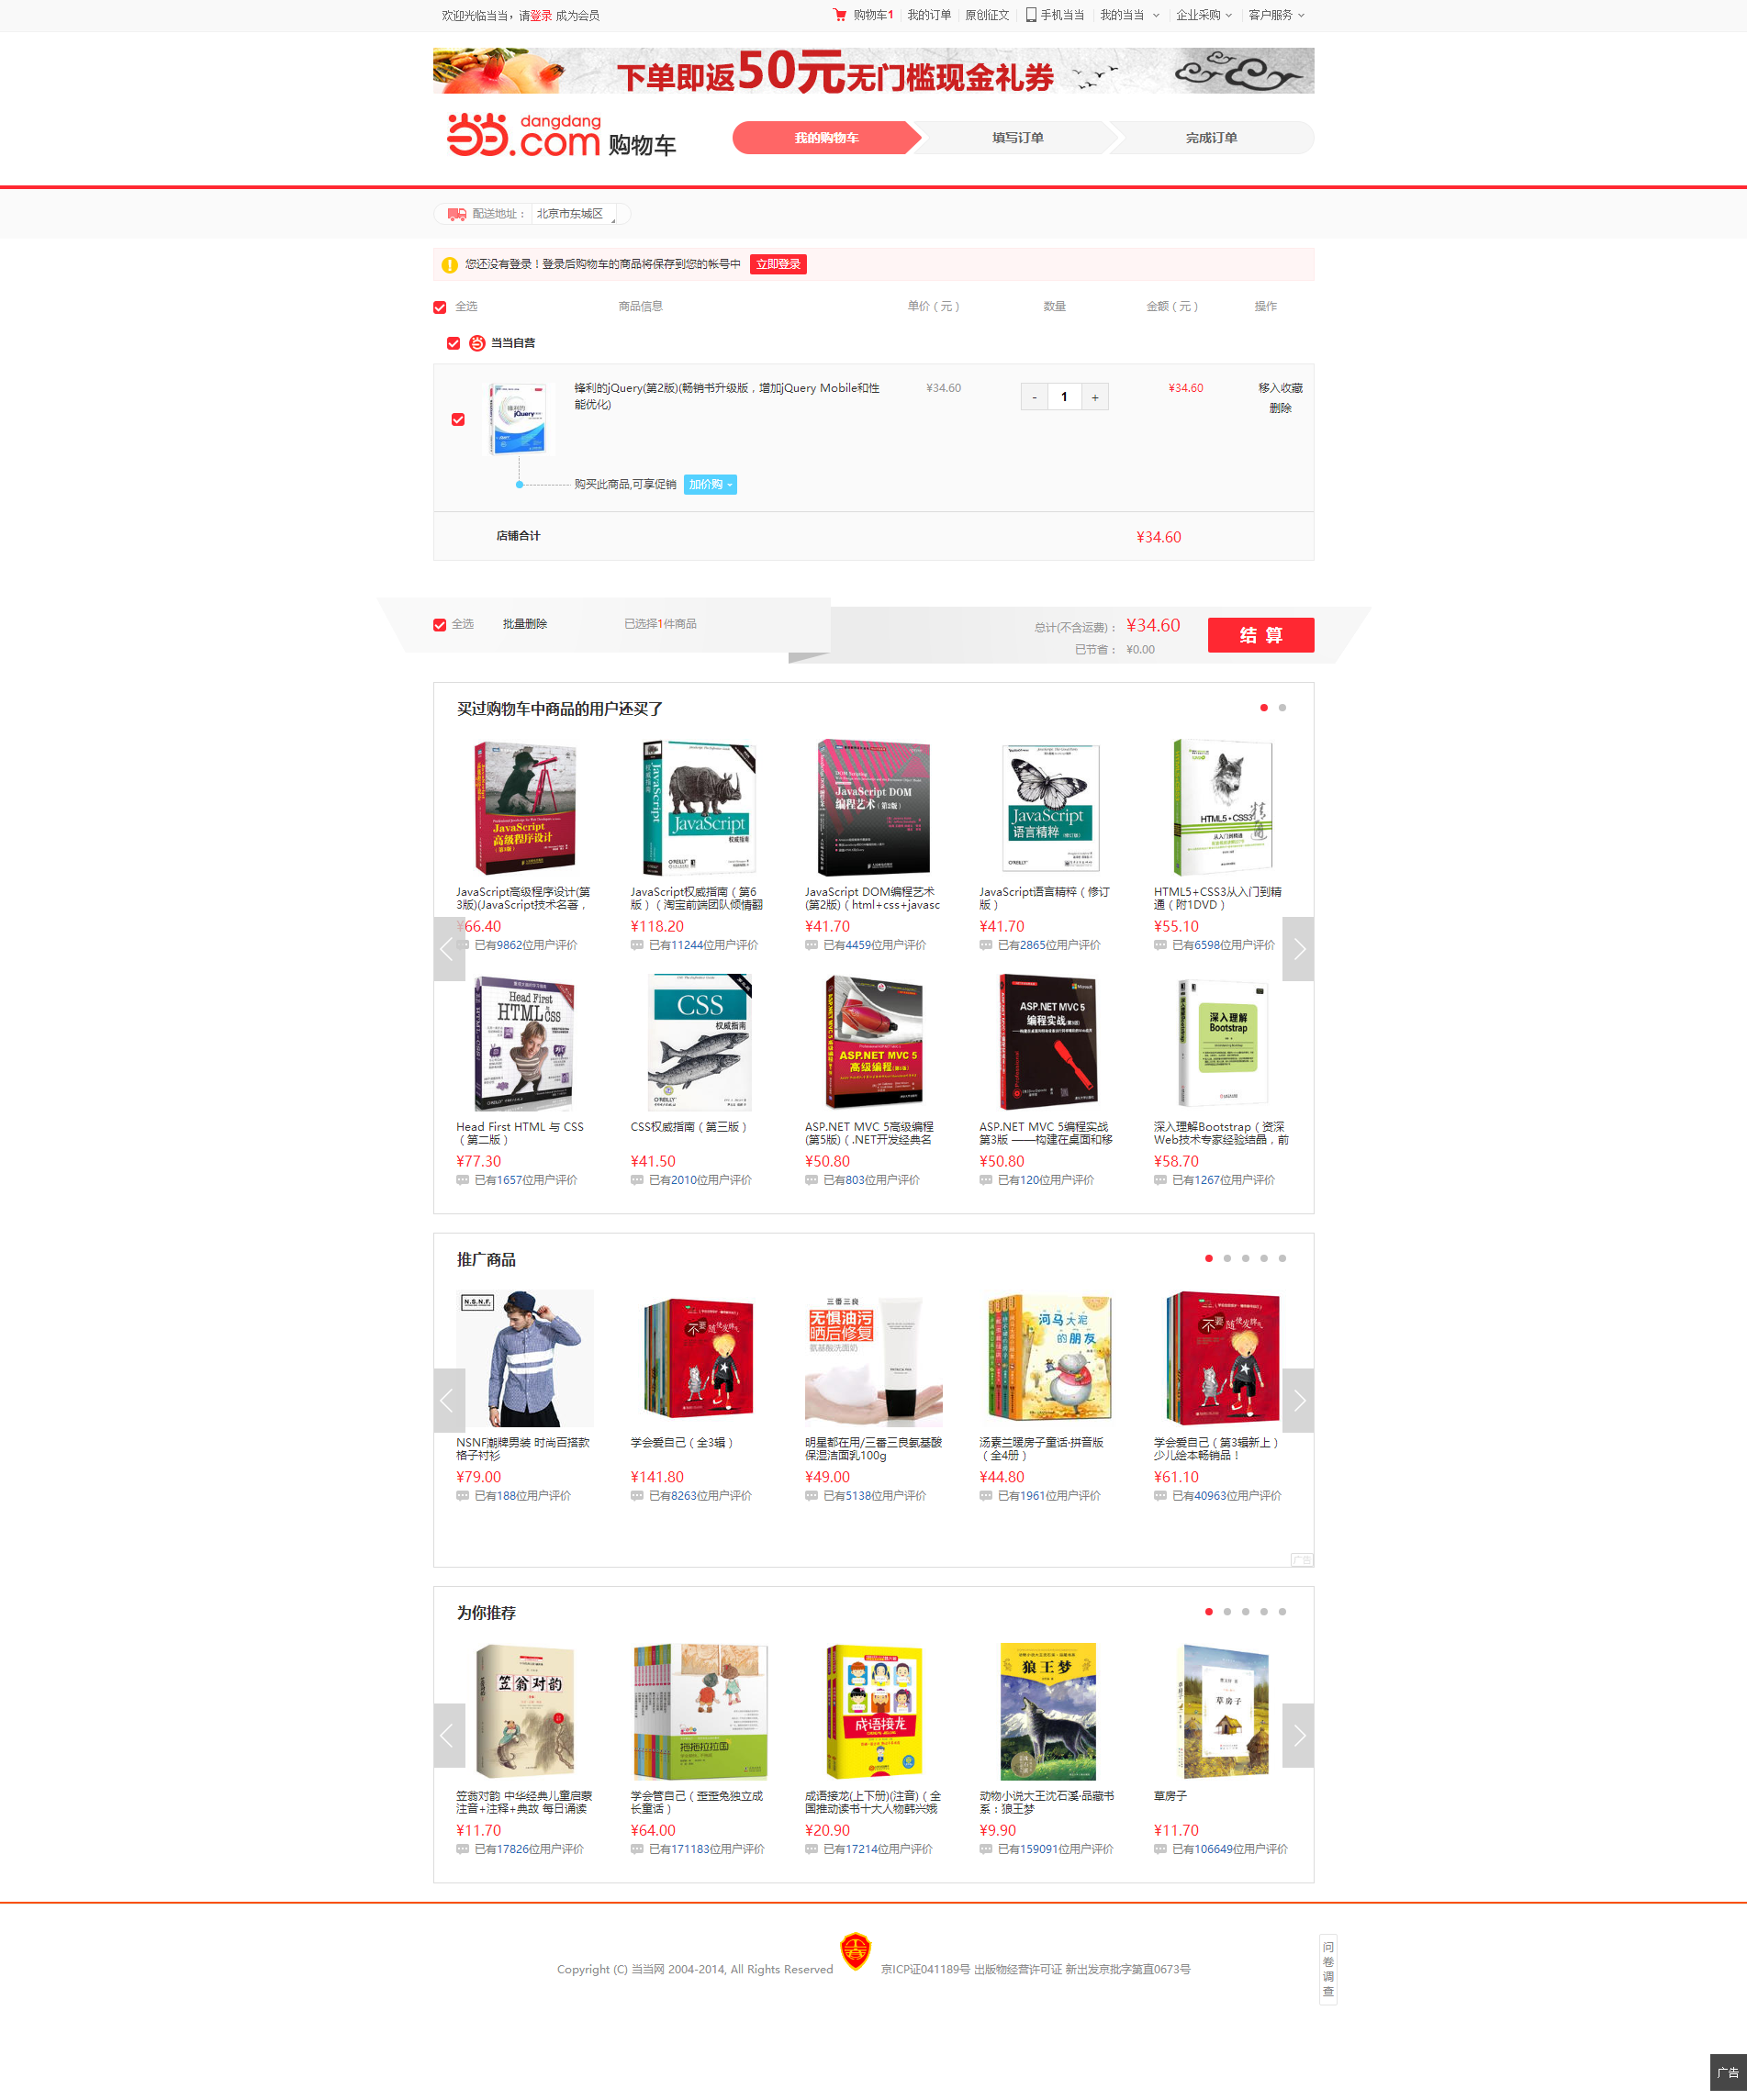 欢迎光临当当，请登录 成为会员
购物车1 我的订单 原创征文 手机当当 我的当当 企业采购 客户服务
下单即返50元无门槛现金礼券
当当.com dangdang 购物车
我的购物车 填写订单 完成订单
配送地址： 北京市东城区
您还没有登录！登录后购物车的商品将保存到您的帐号中 立即登录
全选 商品信息 单价（元） 数量 金额（元） 操作
当当自营
锋利的jQuery(第2版)(畅销书升级版，增加jQuery Mobile和性 ¥34.60 - 1 + ¥34.60 移入收藏
能优化) 删除
购买此商品,可享促销 加价购
店铺合计 ¥34.60
全选 批量删除 已选择1件商品 总计(不含运费)： ¥34.60 结 算
已节省： ¥0.00
买过购物车中商品的用户还买了
JavaScript高级程序设计(第 JavaScript权威指南（第6 JavaScript DOM编程艺术 JavaScript语言精粹（修订 HTML5+CSS3从入门到精
3版)(JavaScript技术名著， 版）（淘宝前端团队倾情翻 (第2版)（html+css+javasc 版） 通（附1DVD）
¥66.40 ¥118.20 ¥41.70 ¥41.70 ¥55.10
已有9862位用户评价 已有11244位用户评价 已有4459位用户评价 已有2865位用户评价 已有6598位用户评价
Head First HTML 与 CSS CSS权威指南（第三版） ASP.NET MVC 5高级编程 ASP.NET MVC 5编程实战 深入理解Bootstrap（资深
（第二版） (第5版)（.NET开发经典名 第3版 ——构建在桌面和移 Web技术专家经验结晶，前
¥77.30 ¥41.50 ¥50.80 ¥50.80 ¥58.70
已有1657位用户评价 已有2010位用户评价 已有803位用户评价 已有120位用户评价 已有1267位用户评价
推广商品
N.S.N.F.
三番三良
无惧油污
晒后修复
氨基酸洗面奶
NSNF潮牌男装 时尚百搭款 学会爱自己（全3辑） 明星都在用/三番三良氨基酸 汤素兰暖房子童话·拼音版 学会爱自己（第3辑新上）
格子衬衫 保湿洁面乳100g （全4册） 少儿绘本畅销品！
¥79.00 ¥141.80 ¥49.00 ¥44.80 ¥61.10
已有188位用户评价 已有8263位用户评价 已有5138位用户评价 已有1961位用户评价 已有40963位用户评价
广告
为你推荐
笠翁对韵 中华经典儿童启蒙 学会管自己（歪歪兔独立成 成语接龙(上下册)(注音)（全 动物小说大王沈石溪·品藏书 草房子
注音+注释+典故 每日诵读 长童话） 国推动读书十大人物韩兴娥 系：狼王梦
¥11.70 ¥64.00 ¥20.90 ¥9.90 ¥11.70
已有17826位用户评价 已有171183位用户评价 已有17214位用户评价 已有159091位用户评价 已有106649位用户评价
Copyright (C) 当当网 2004-2014, All Rights Reserved 京ICP证041189号 出版物经营许可证 新出发京批字第直0673号
问卷调查
广告